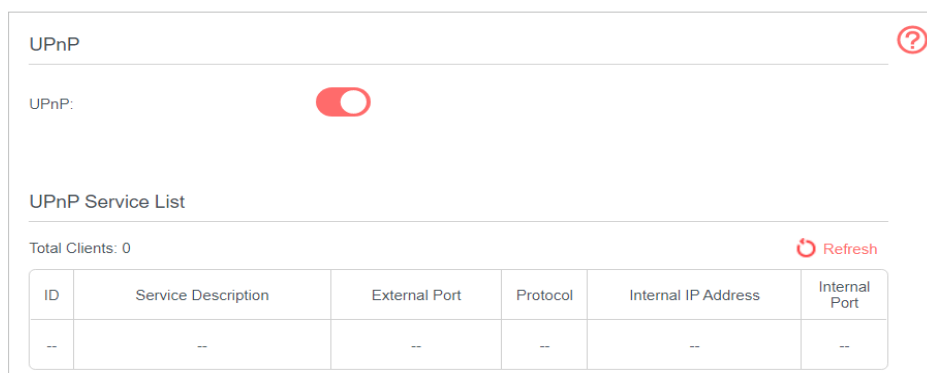 UPnP
?
UPnP:
UPnP Service List
Total Clients: 0
Refresh
ID Service Description External Port Protocol Internal IP Address Internal Port
-- -- -- -- -- --